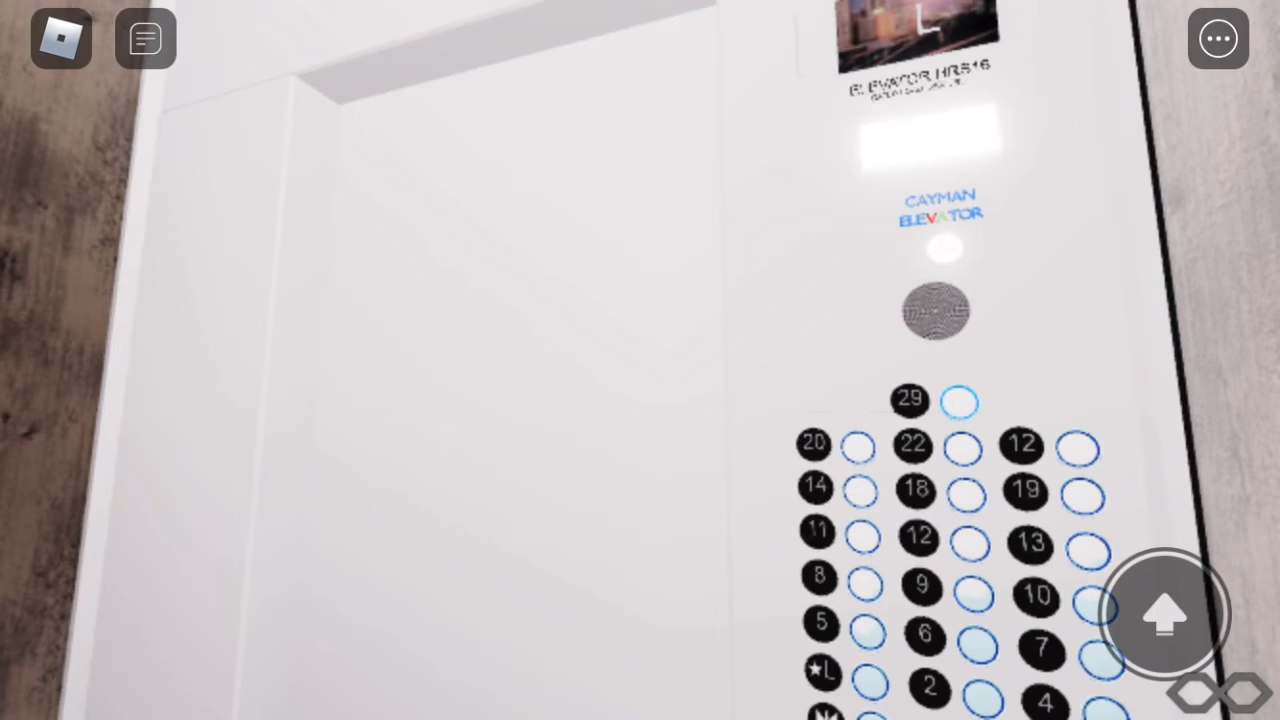 L
ELEVATOR HR516
CAYMAN
ELEVATOR
29
20 22 12
14 18 19
11 12 13
8 9 10
5 6 7
★L 2 4